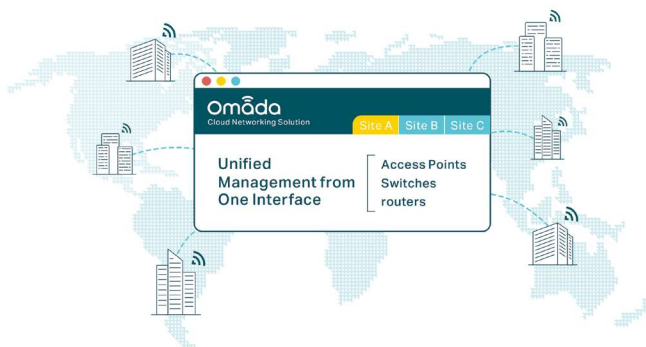 Omada
Cloud Networking Solution
Site A Site B Site C
Unified
Management from
One Interface
Access Points
Switches
routers